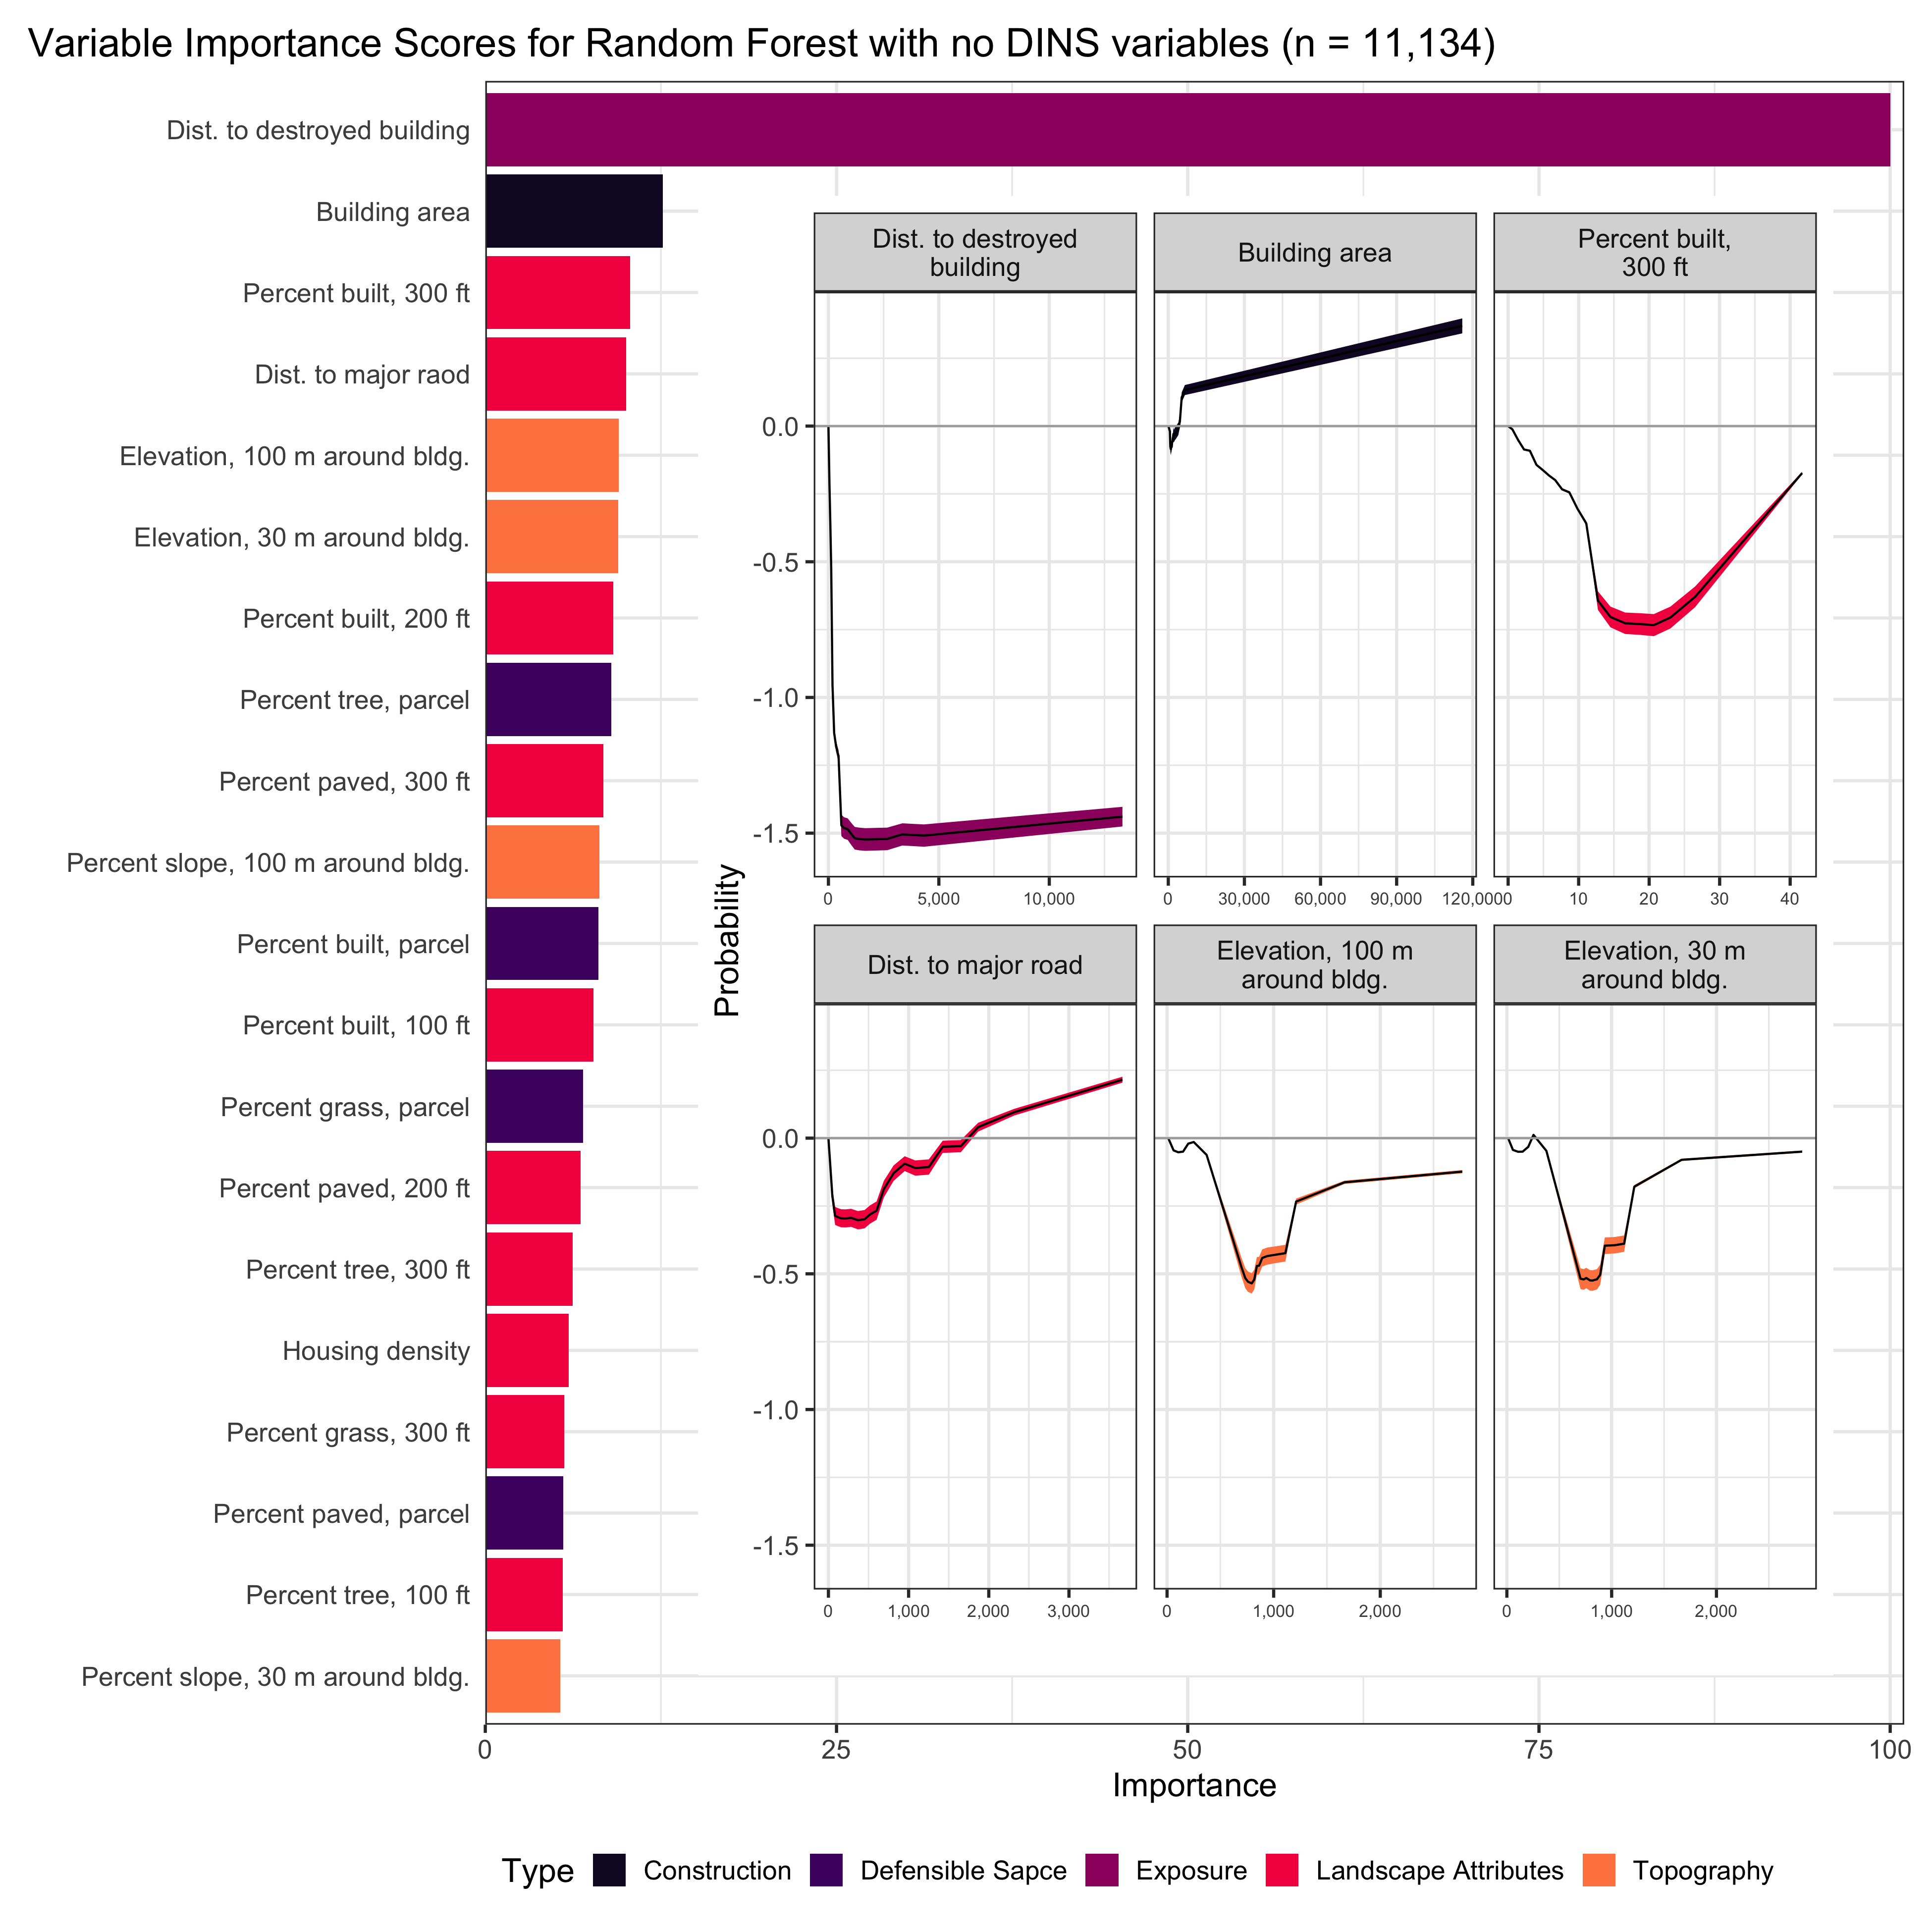 Variable Importance Scores for Random Forest with no DINS variables (n = 11,134)
Dist. to destroyed building
Building area
Percent built, 300 ft
Dist. to major raod
Elevation, 100 m around bldg.
Elevation, 30 m around bldg.
Percent built, 200 ft
Percent tree, parcel
Percent paved, 300 ft
Percent slope, 100 m around bldg.
Percent built, parcel
Percent built, 100 ft
Percent grass, parcel
Percent paved, 200 ft
Percent tree, 300 ft
Housing density
Percent grass, 300 ft
Percent paved, parcel
Percent tree, 100 ft
Percent slope, 30 m around bldg.
0 25 50 75 100
Importance
Probability
Dist. to destroyed
building
Building area
Percent built,
300 ft
0.0
-0.5
-1.0
-1.5
0 5,000 10,000
0 30,000 60,000 90,000 120,000
0 10 20 30 40
Dist. to major road
Elevation, 100 m
around bldg.
Elevation, 30 m
around bldg.
0.0
-0.5
-1.0
-1.5
0 1,000 2,000 3,000
0 1,000 2,000
0 1,000 2,000
Type Construction Defensible Sapce Exposure Landscape Attributes Topography